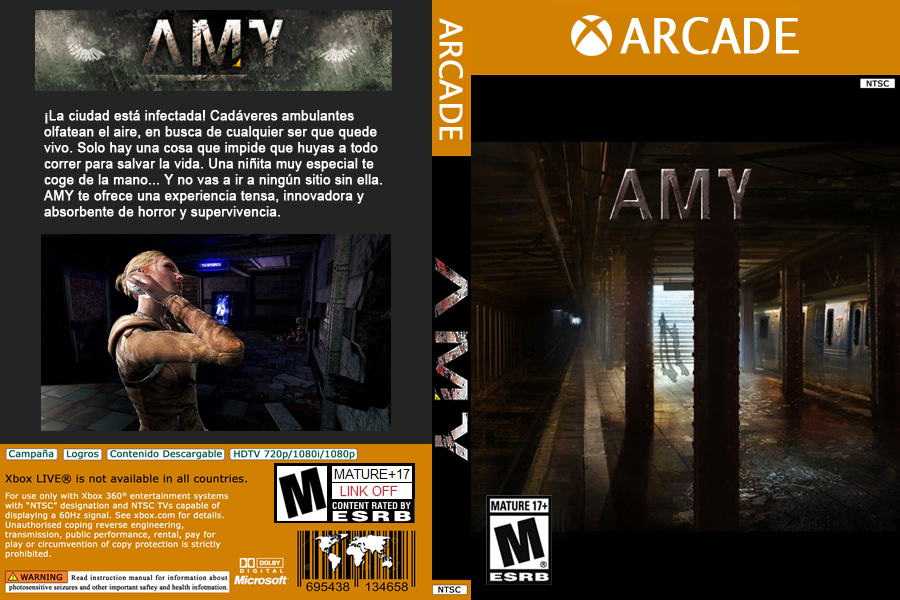 AMY
¡La ciudad está infectada! Cadáveres ambulantes
olfatean el aire, en busca de cualquier ser que quede
vivo. Solo hay una cosa que impide que huyas a todo
correr para salvar la vida. Una niñita muy especial te
coge de la mano... Y no vas a ir a ningún sitio sin ella.
AMY te ofrece una experiencia tensa, innovadora y
absorbente de horror y supervivencia.
Campaña Logros Contenido Descargable HDTV 720p/1080i/1080p
Xbox LIVE® is not available in all countries.
For use only with Xbox 360® entertainment systems
with “NTSC” designation and NTSC TVs capable of
displaying a 60Hz signal. See xbox.com for details.
Unauthorised coping reverse engineering,
transmission, public performance, rental, pay for
play or circumvention of copy protection is strictly
prohibited.
WARNING Read instruction manual for information about
photosensitive seizures and other important saftey and health infotmation.
M
MATURE+17
LINK OFF
CONTENT RATED BY
ESRB
DOLBY
DIGITAL
Microsoft®
695438 134658
ARCADE
AMY
NTSC
ARCADE
NTSC
AMY
MATURE 17+
M
®
ESRB